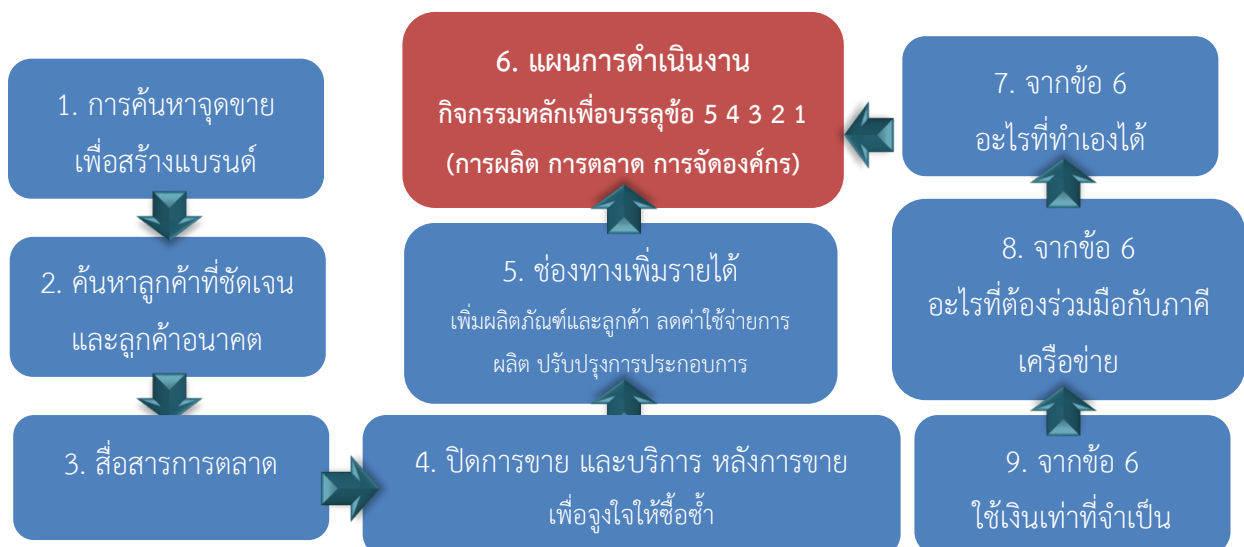 1. การค้นหาจุดขาย
เพื่อสร้างแบรนด์
2. ค้นหาลูกค้าที่ชัดเจน
และลูกค้าอนาคต
3. สื่อสารการตลาด
4. ปิดการขาย และบริการ หลังการขาย
เพื่อจูงใจให้ซื้อซ้ำ
5. ช่องทางเพิ่มรายได้
เพิ่มผลิตภัณฑ์และลูกค้า ลดค่าใช้จ่ายการ
ผลิต ปรับปรุงการประกอบการ
6. แผนการดำเนินงาน
กิจกรรมหลักเพื่อบรรลุข้อ 5 4 3 2 1
(การผลิต การตลาด การจัดองค์กร)
7. จากข้อ 6
อะไรที่ทำเองได้
8. จากข้อ 6
อะไรที่ต้องร่วมมือกับภาคี
เครือข่าย
9. จากข้อ 6
ใช้เงินเท่าที่จำเป็น